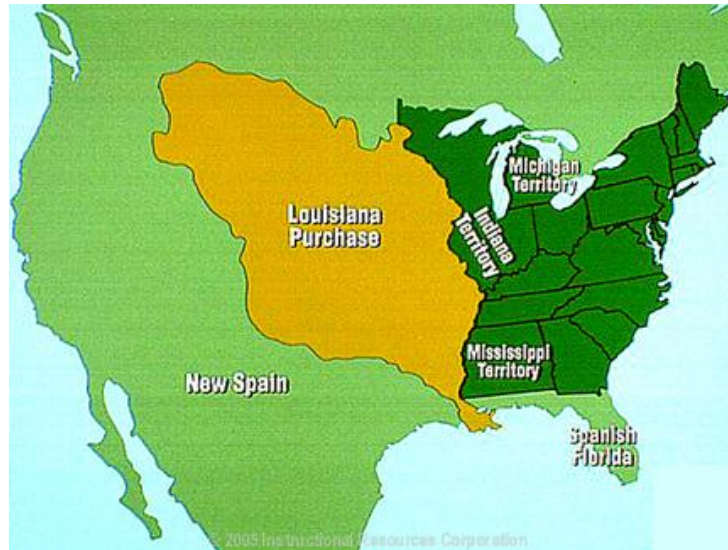 Michigan
Territory
Louisiana
Purchase
Indiana
Territory
Mississippi
Territory
New Spain
Spanish
Florida
© 2005 Instructional Resources Corporation